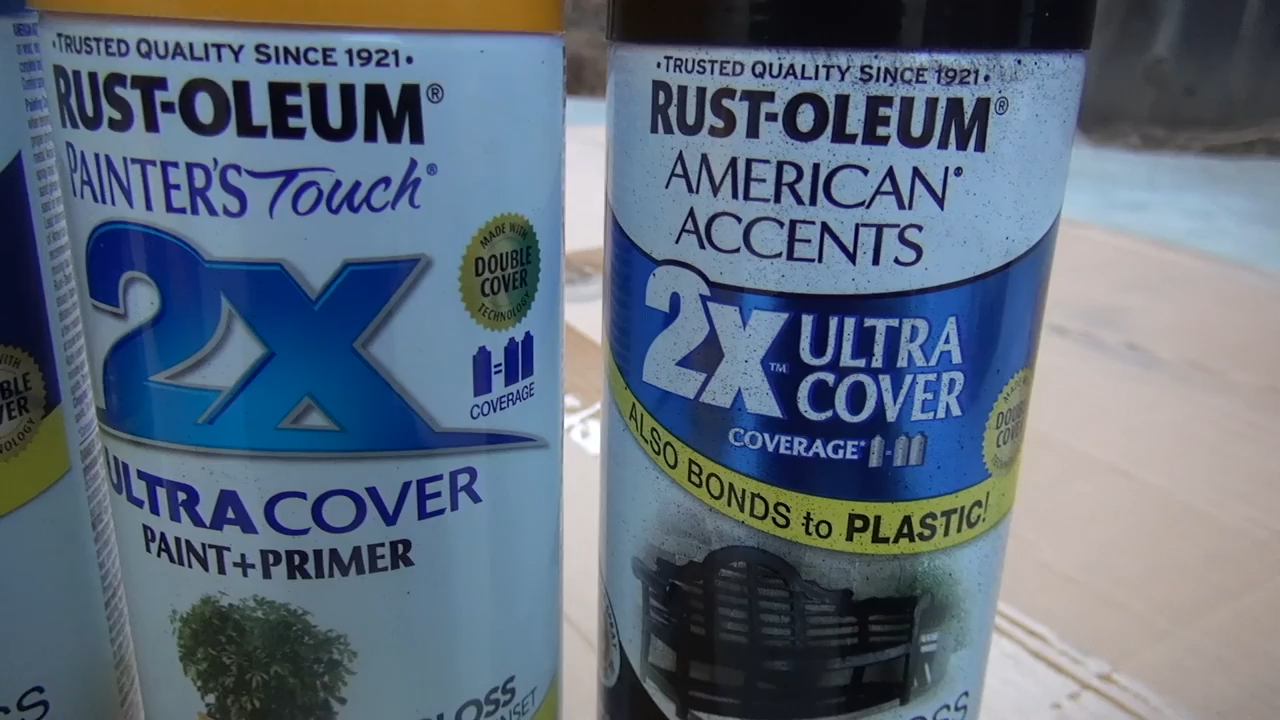 •TRUSTED QUALITY SINCE 1921•
RUST-OLEUM®
PAINTER'S Touch®
2X
MADE WITH
DOUBLE
COVER
TECHNOLOGY
1=
COVERAGE
ULTRA COVER
PAINT+PRIMER
•TRUSTED QUALITY SINCE 1921•
RUST-OLEUM®
AMERICAN®
ACCENTS
2X™ ULTRA
COVER
COVERAGE*
ALSO BONDS to PLASTIC!